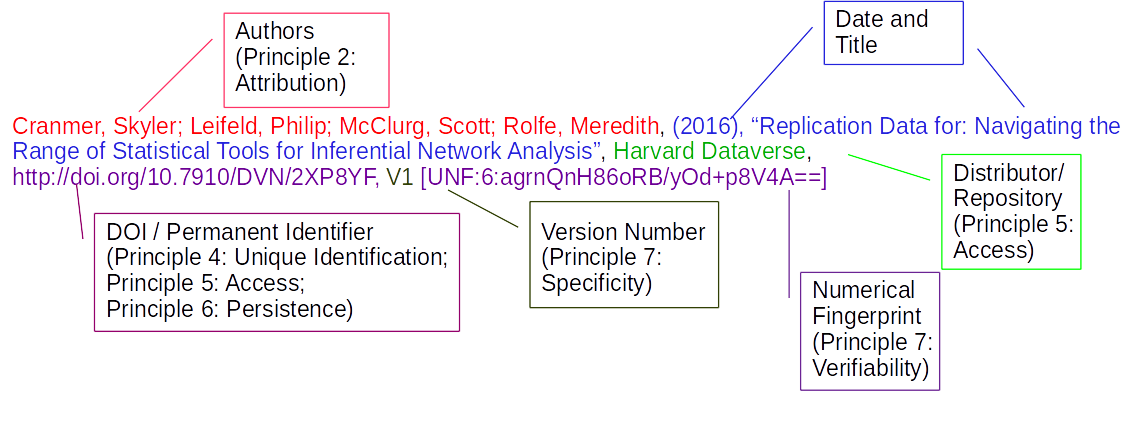 Authors
(Principle 2:
Attribution)
Date and
Title
Cranmer, Skyler; Leifeld, Philip; McClurg, Scott; Rolfe, Meredith, (2016), “Replication Data for: Navigating the
Range of Statistical Tools for Inferential Network Analysis”, Harvard Dataverse,
http://doi.org/10.7910/DVN/2XP8YF, V1 [UNF:6:agrnQnH86oRB/yOd+p8V4A==]
Distributor/
Repository
(Principle 5:
Access)
DOI / Permanent Identifier
(Principle 4: Unique Identification;
Principle 5: Access;
Principle 6: Persistence)
Version Number
(Principle 7:
Specificity)
Numerical
Fingerprint
(Principle 7:
Verifiability)